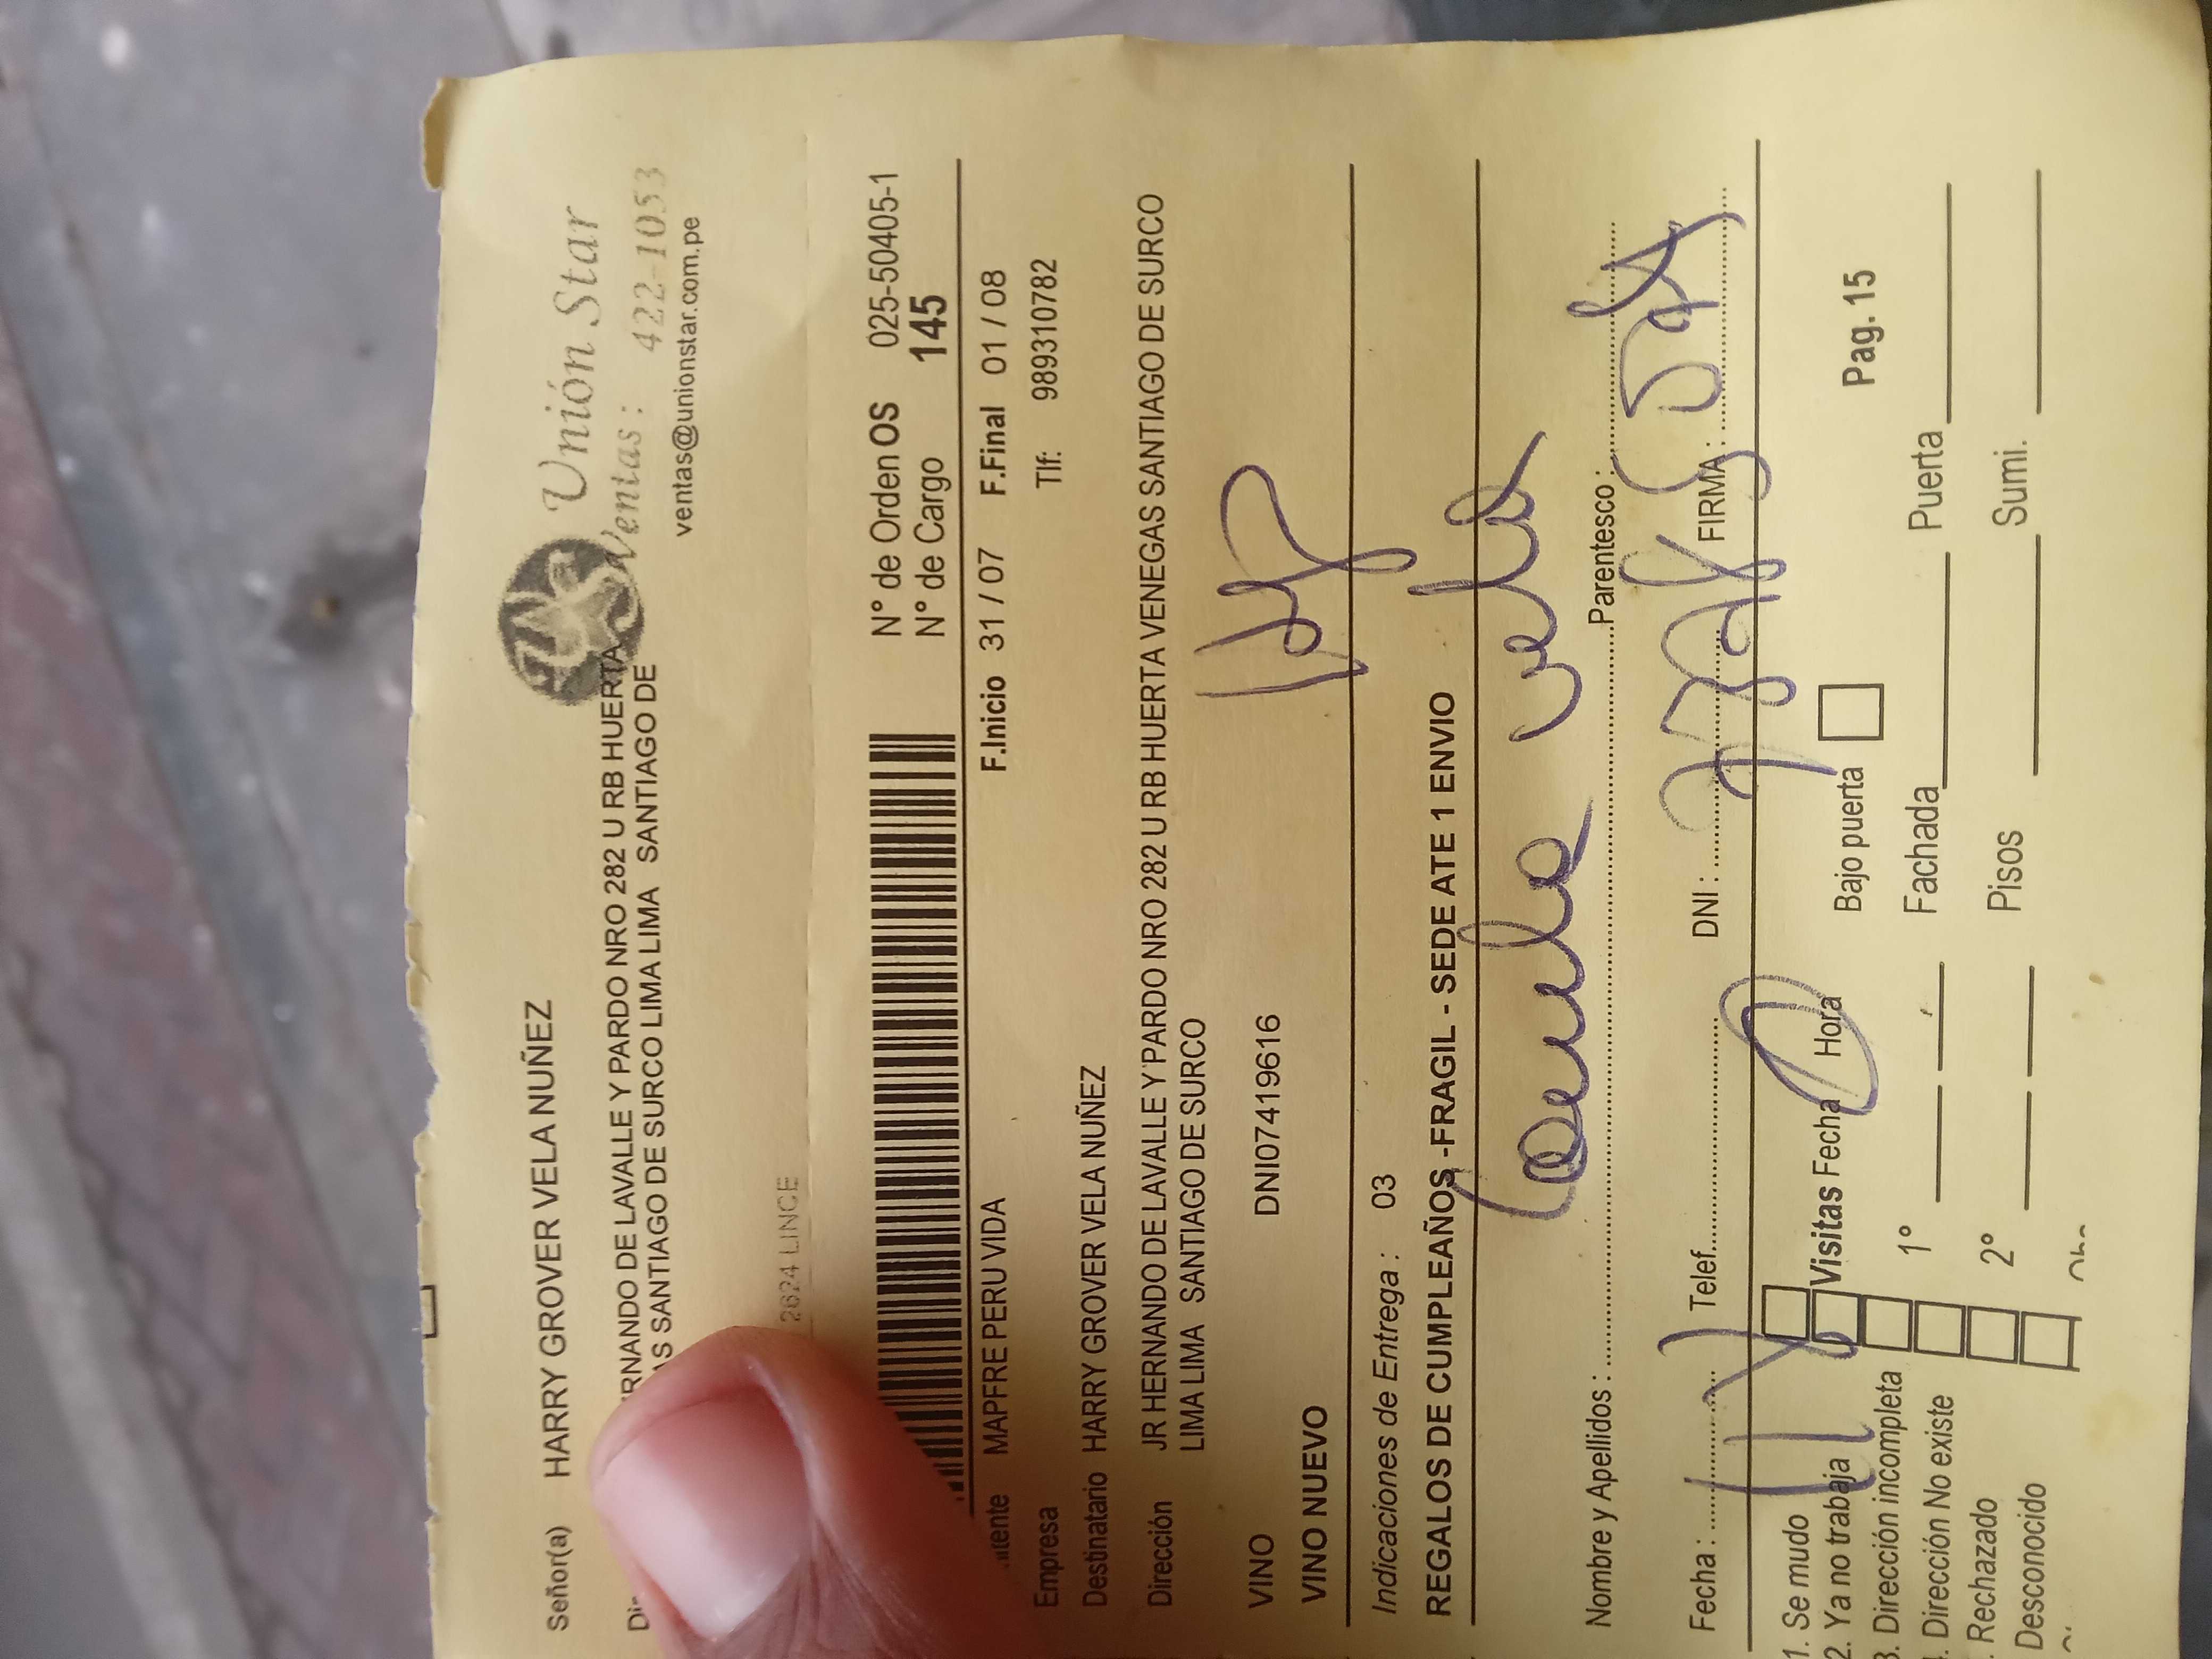 Señor(a) HARRY GROVER VELA NUÑEZ
Unión Star
ERNANDO DE LAVALLE Y PARDO NRO 282 U RB HUERTA
Ventas : 422-1053
AS SANTIAGO DE SURCO LIMA LIMA SANTIAGO DE
ventas@unionstar.com.pe
2624 LINCE
N° de Orden OS 025-50405-1
N° de Cargo 145
MAPFRE PERU VIDA
F.Inicio 31 / 07 F.Final 01 / 08
Empresa
Tlf: 989310782
Destinatario HARRY GROVER VELA NUÑEZ
Dirección JR HERNANDO DE LAVALLE Y PARDO NRO 282 U RB HUERTA VENEGAS SANTIAGO DE SURCO
LIMA LIMA SANTIAGO DE SURCO
VINO DNI07419616
VINO NUEVO
Indicaciones de Entrega : 03
REGALOS DE CUMPLEAÑOS -FRAGIL - SEDE ATE 1 ENVIO
Nombre y Apellidos : Vela Parentesco :
Fecha : Telef. DNI : FIRMA :
1. Se mudo
2. Ya no trabaja
3. Dirección incompleta
. Dirección No existe
. Rechazado
Desconocido
Visitas Fecha Hora
1°
2°
Bajo puerta
Pag. 15
Fachada Puerta
Pisos Sumi.